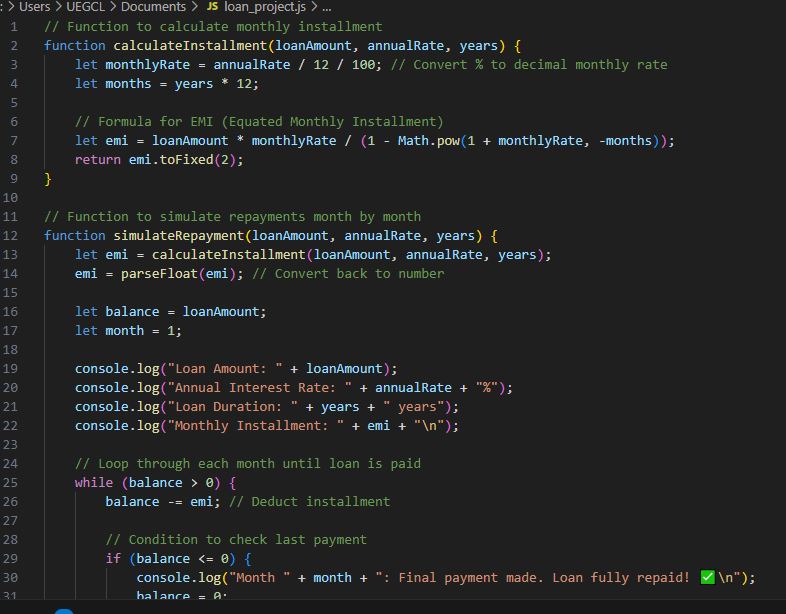 : > Users > UEGCL > Documents > JS loan_project.js > ...
1 // Function to calculate monthly installment
2 function calculateInstallment(loanAmount, annualRate, years) {
3     let monthlyRate = annualRate / 12 / 100; // Convert % to decimal monthly rate
4     let months = years * 12;
5
6     // Formula for EMI (Equated Monthly Installment)
7     let emi = loanAmount * monthlyRate / (1 - Math.pow(1 + monthlyRate, -months));
8     return emi.toFixed(2);
9 }
10
11 // Function to simulate repayments month by month
12 function simulateRepayment(loanAmount, annualRate, years) {
13     let emi = calculateInstallment(loanAmount, annualRate, years);
14     emi = parseFloat(emi); // Convert back to number
15
16     let balance = loanAmount;
17     let month = 1;
18
19     console.log("Loan Amount: " + loanAmount);
20     console.log("Annual Interest Rate: " + annualRate + "%");
21     console.log("Loan Duration: " + years + " years");
22     console.log("Monthly Installment: " + emi + "\n");
23
24     // Loop through each month until loan is paid
25     while (balance > 0) {
26         balance -= emi; // Deduct installment
27
28         // Condition to check last payment
29         if (balance <= 0) {
30             console.log("Month " + month + ": Final payment made. Loan fully repaid! ✅\n");
31             balance = 0;